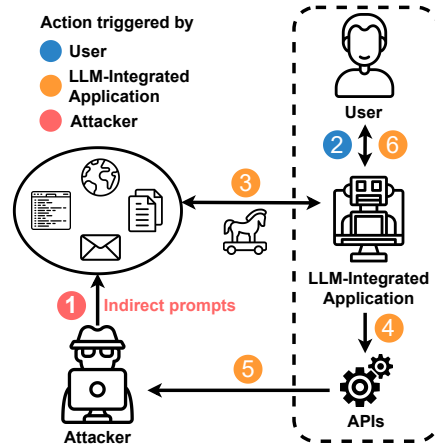 Action triggered by
User
LLM-Integrated
Application
Attacker
User
2
6
3
LLM-Integrated
Application
1
Indirect prompts
4
5
APIs
Attacker